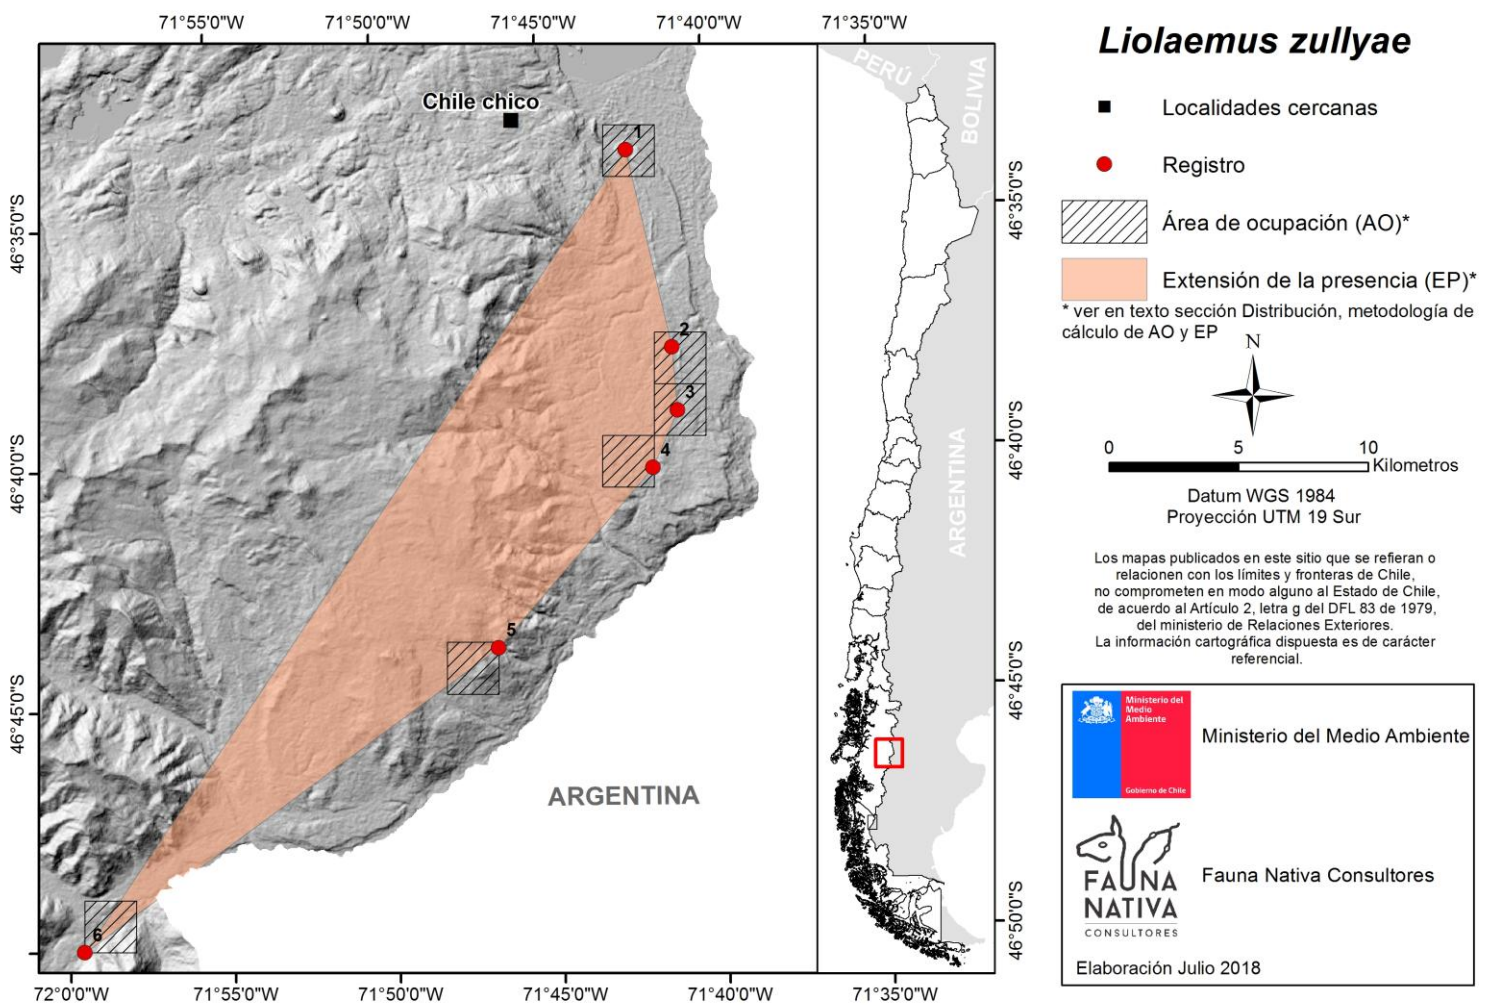 71°55'0"W
71°50'0"W
71°45'0"W
71°40'0"W
71°35'0"W
Chile chico
1
2
3
4
5
6
ARGENTINA
46°35'0"S
46°40'0"S
46°45'0"S
72°0'0"W
71°55'0"W
71°50'0"W
71°45'0"W
71°40'0"W
71°35'0"W
PERÚ
BOLIVIA
ARGENTINA
46°35'0"S
46°40'0"S
46°45'0"S
46°50'0"S
Liolaemus zullyae
Localidades cercanas
Registro
Área de ocupación (AO)*
Extensión de la presencia (EP)*
* ver en texto sección Distribución, metodología de
cálculo de AO y EP
N
0 5 10
Kilometros
Datum WGS 1984
Proyección UTM 19 Sur
Los mapas publicados en este sitio que se refieran o
relacionen con los límites y fronteras de Chile,
no comprometen en modo alguno al Estado de Chile,
de acuerdo al Artículo 2, letra g del DFL 83 de 1979,
del ministerio de Relaciones Exteriores.
La información cartográfica dispuesta es de carácter
referencial.
Ministerio del
Medio
Ambiente
Gobierno de Chile
Ministerio del Medio Ambiente
FAUNA
NATIVA
CONSULTORES
Fauna Nativa Consultores
Elaboración Julio 2018